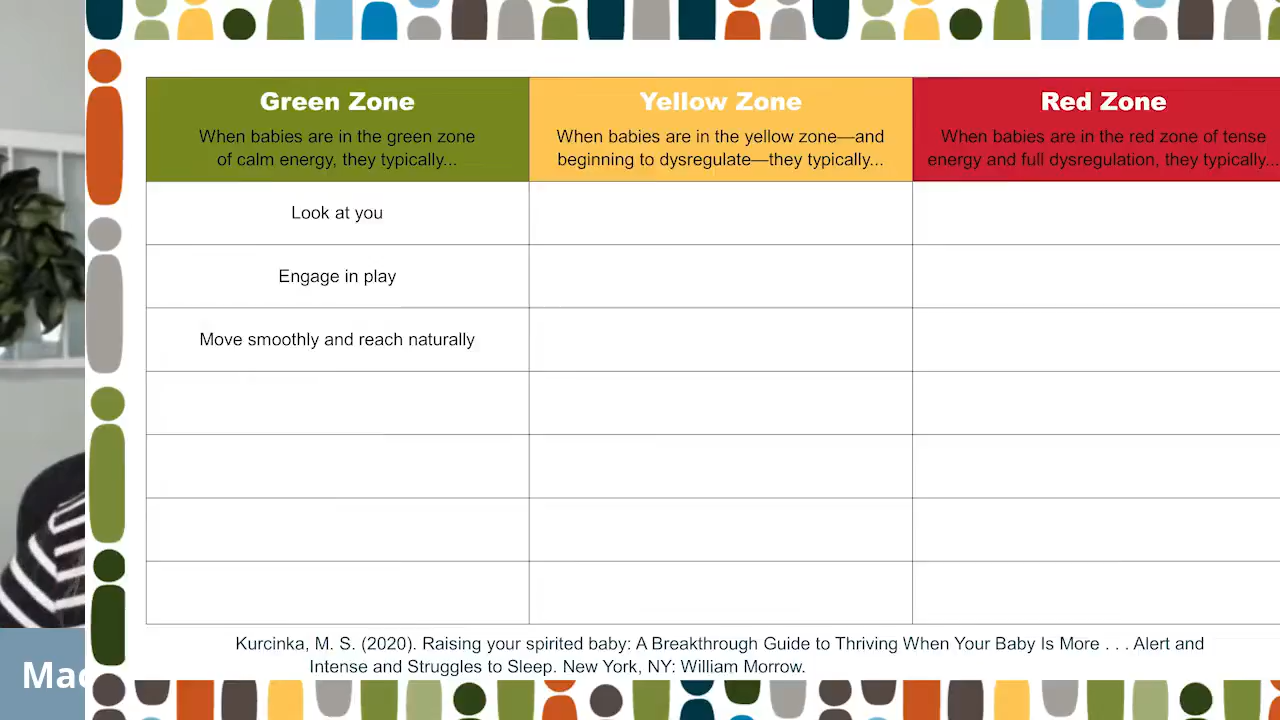 Green Zone
When babies are in the green zone
of calm energy, they typically...
Yellow Zone
When babies are in the yellow zone—and
beginning to dysregulate—they typically...
Red Zone
When babies are in the red zone of tense
energy and full dysregulation, they typically...
Look at you
Engage in play
Move smoothly and reach naturally
Kurcinka, M. S. (2020). Raising your spirited baby: A Breakthrough Guide to Thriving When Your Baby Is More . . . Alert and
Intense and Struggles to Sleep. New York, NY: William Morrow.